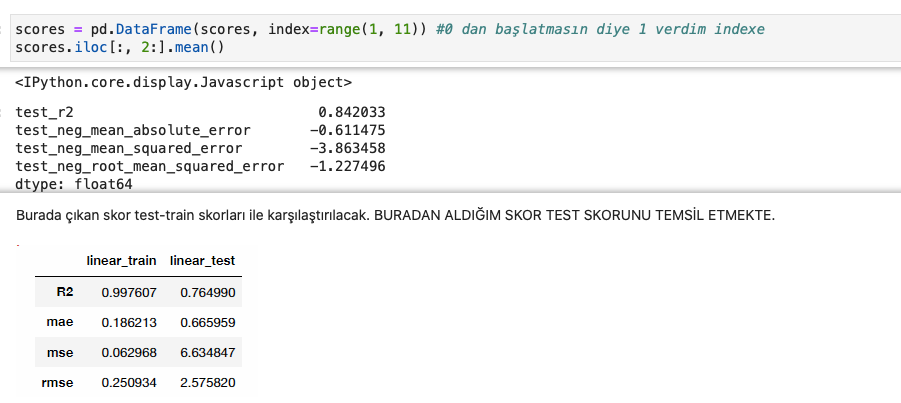 scores = pd.DataFrame(scores, index=range(1, 11)) #0 dan başlatmasın diye 1 verdim indexe
scores.iloc[:, 2:].mean()
<IPython.core.display.Javascript object>
test_r2 0.842033
test_neg_mean_absolute_error -0.611475
test_neg_mean_squared_error -3.863458
test_neg_root_mean_squared_error -1.227496
dtype: float64
Burada çıkan skor test-train skorları ile karşılaştırılacak. BURADAN ALDIĞIM SKOR TEST SKORUNU TEMSİL ETMEKTE.
.
linear_train linear_test
R2 0.997607 0.764990
mae 0.186213 0.665959
mse 0.062968 6.634847
rmse 0.250934 2.575820